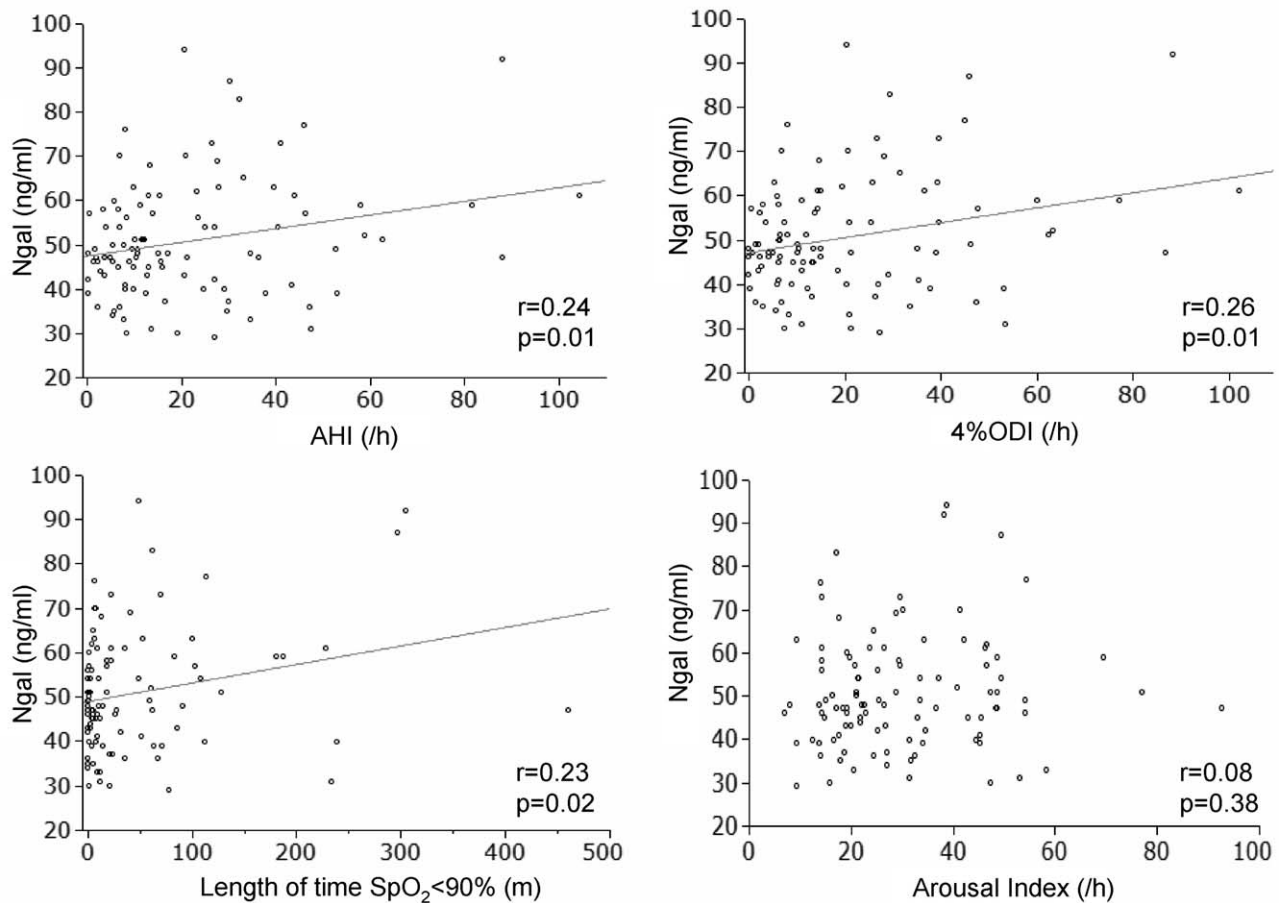 100
90
80
70
60
50
40
30
20
Ngal (ng/ml)
r=0.24
p=0.01
0 20 40 60 80 100
AHI (/h)
100
90
80
70
60
50
40
30
20
Ngal (ng/ml)
r=0.26
p=0.01
0 20 40 60 80 100
4%ODI (/h)
100
90
80
70
60
50
40
30
20
Ngal (ng/ml)
r=0.23
p=0.02
0 100 200 300 400 500
Length of time SpO₂<90% (m)
100
90
80
70
60
50
40
30
20
Ngal (ng/ml)
r=0.08
p=0.38
0 20 40 60 80 100
Arousal Index (/h)